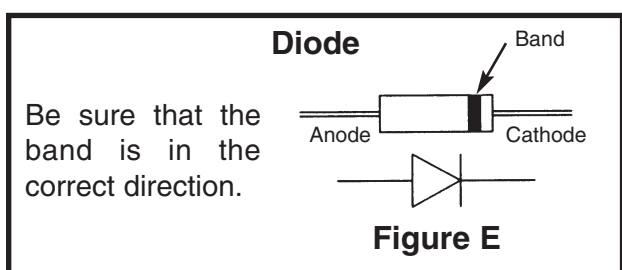 Diode
Band
Be sure that the
band is in the
correct direction.
Anode
Cathode
Figure E